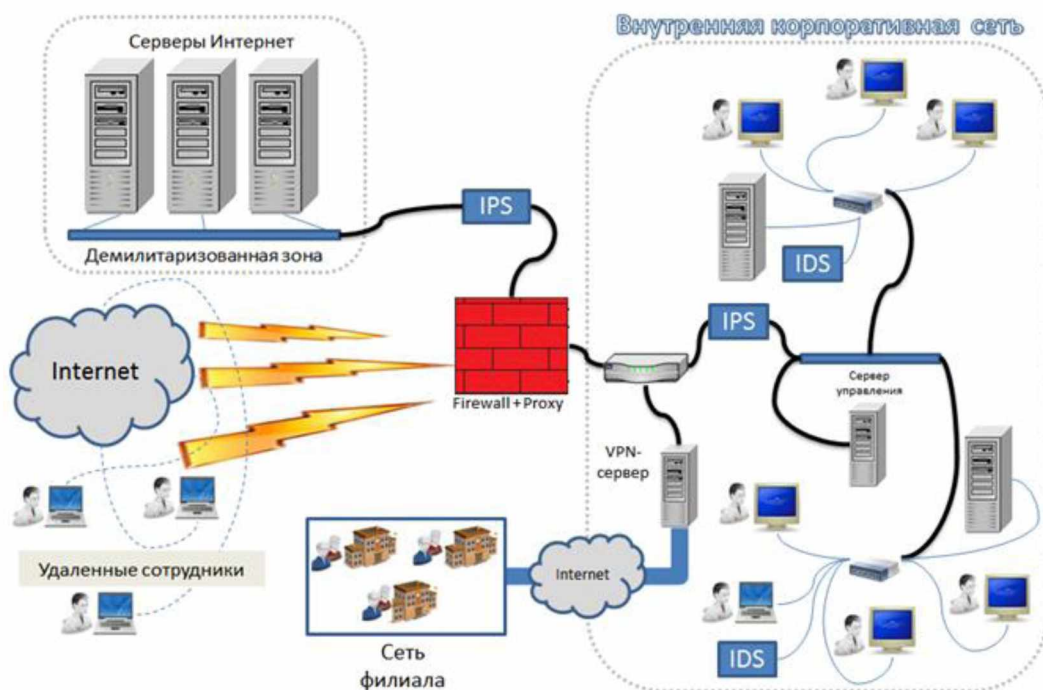 Внутренняя корпоративная сеть
Серверы Интернет
IPS
Демилитаризованная зона
IDS
IPS
Internet
Firewall+Proxy
Сервер
управления
VPN-
сервер
Удаленные сотрудники
Internet
IDS
Сеть
филиала